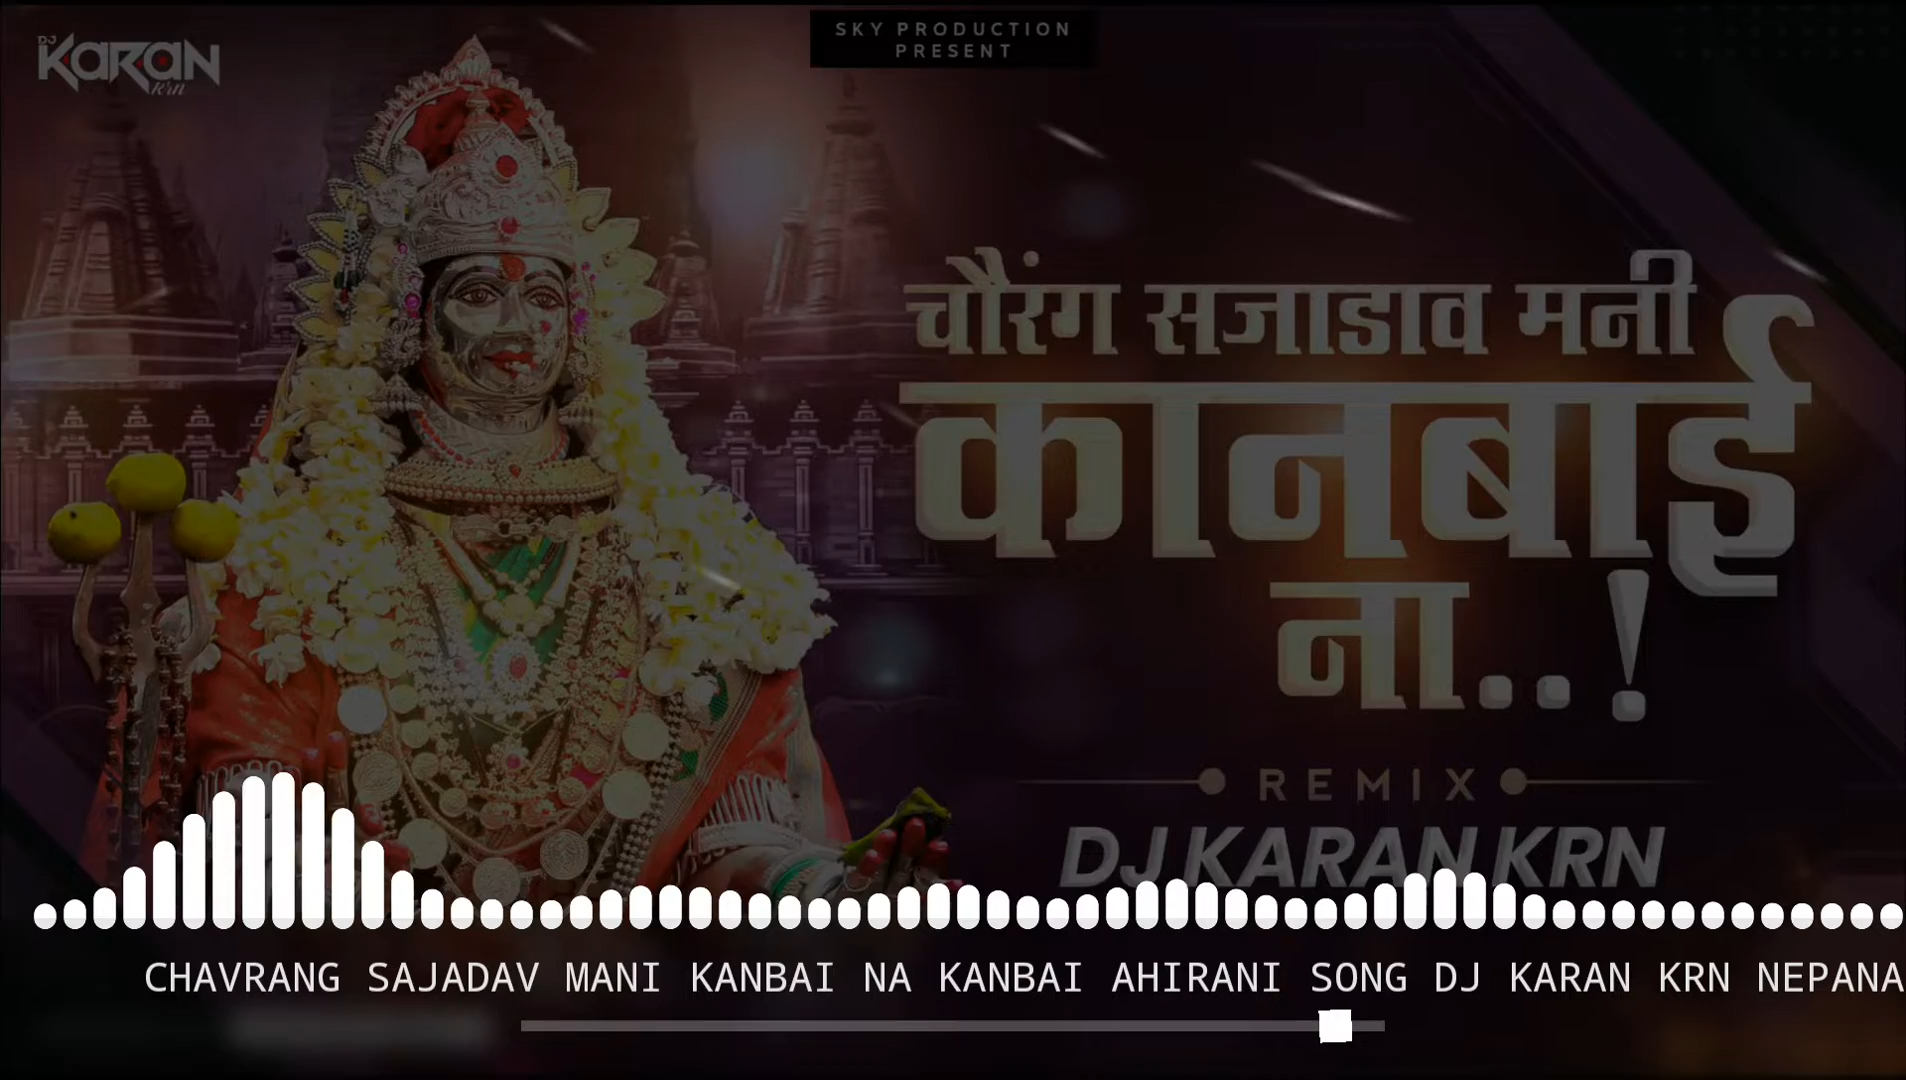 DJ KARAN Krn
SKY PRODUCTION
PRESENT
चौरंग सजाडाव मनी
कानबाई
ना..!
REMIX
DJ KARAN KRN
CHAVRANG SAJADAV MANI KANBAI NA KANBAI AHIRANI SONG DJ KARAN KRN NEPANA